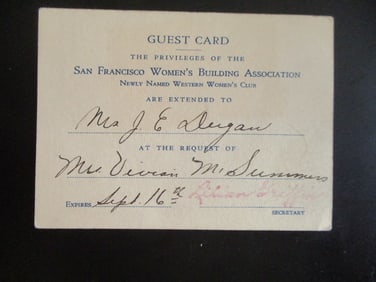 GUEST CARD
THE PRIVILEGES OF THE
SAN FRANCISCO WOMEN'S BUILDING ASSOCIATION
NEWLY NAMED WESTERN WOMEN'S CLUB
ARE EXTENDED TO
Mrs J. E. Dugan
AT THE REQUEST OF
Mrs. Vivian M. Summers
EXPIRES Sept. 16th
SECRETARY